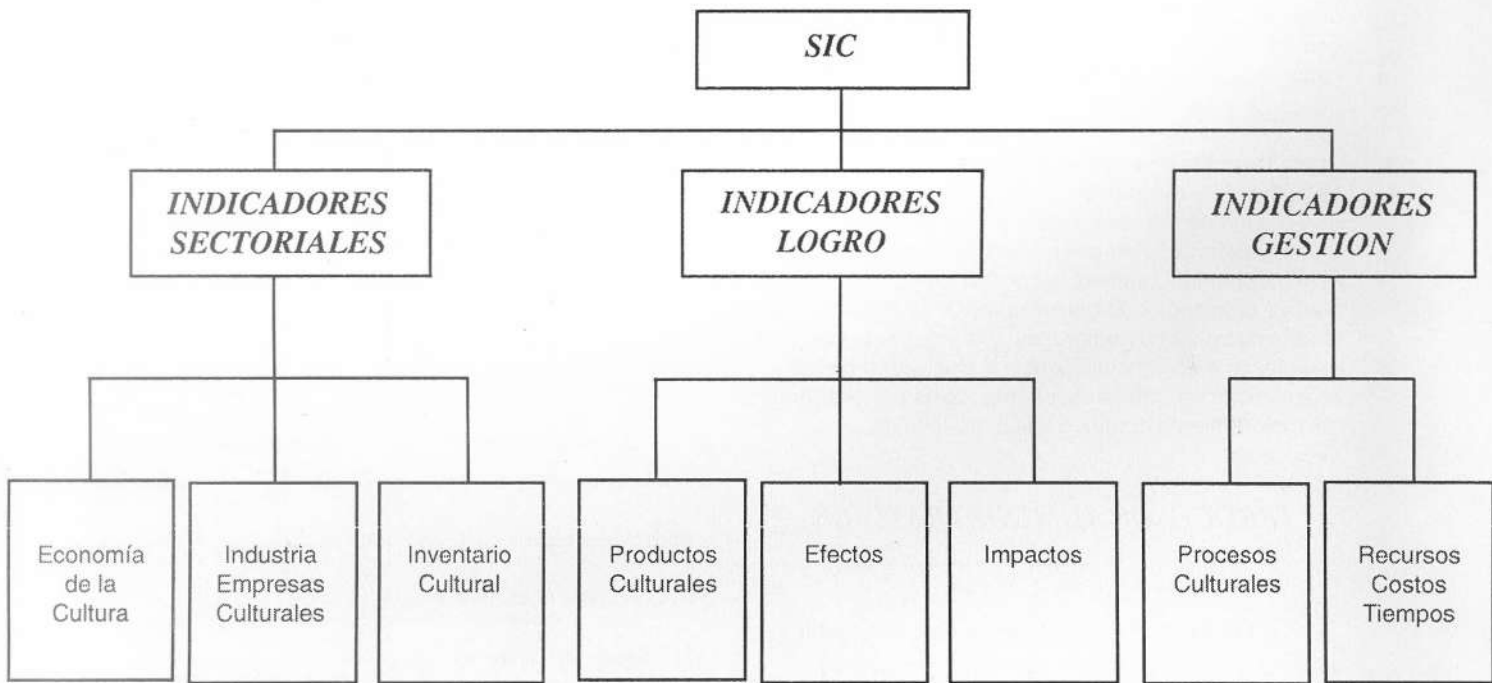 SIC
INDICADORES
SECTORIALES
INDICADORES
LOGRO
INDICADORES
GESTION
Economía
de la
Cultura
Industria
Empresas
Culturales
Inventario
Cultural
Productos
Culturales
Efectos
Impactos
Procesos
Culturales
Recursos
Costos
Tiempos